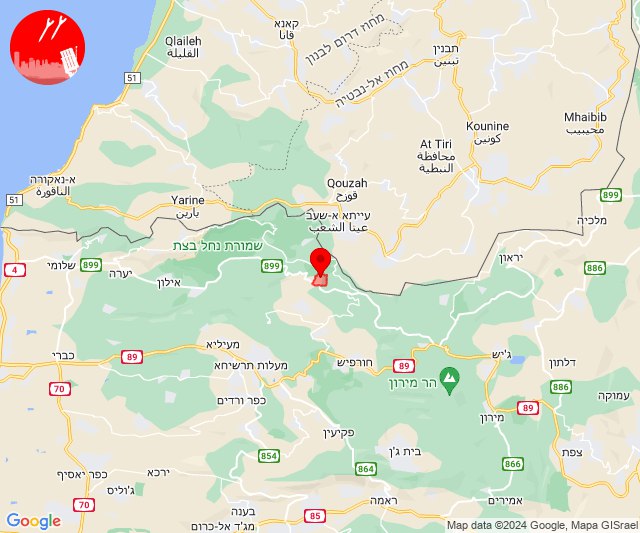 קאנא
قانا
Qlaileh
القليلة
מחוז דרום לבנון
מחוז אל-נבטיה
תבנין
تبنين
51
Mhaibib
محيبيب
Kounine
كونين
At Tiri
محافظة
النبطية
א-נאקורה
الناقورة
Yarine
يارين
Qouzah
قوزح
51
899
עייתא א-שעב
عيتا الشعب
מלכיה
שמורת נחל בצת
יראון
4
שלומי
899
יערה
אילון
899
886
מעיליא
כברי
89
70
מעלות תרשיחא
חורפיש
89
ג'יש
דלתון
886
הר מירון
עמוקה
כפר ורדים
מירון
89
פקיעין
צפת
854
בית ג'ן
864
866
כפר יאסיף
ירכא
ג'וליס
70
ראמה
אמירים
בענה
מג'ד אל-כרום
85
Google
Map data ©2024 Google, Mapa GISrael